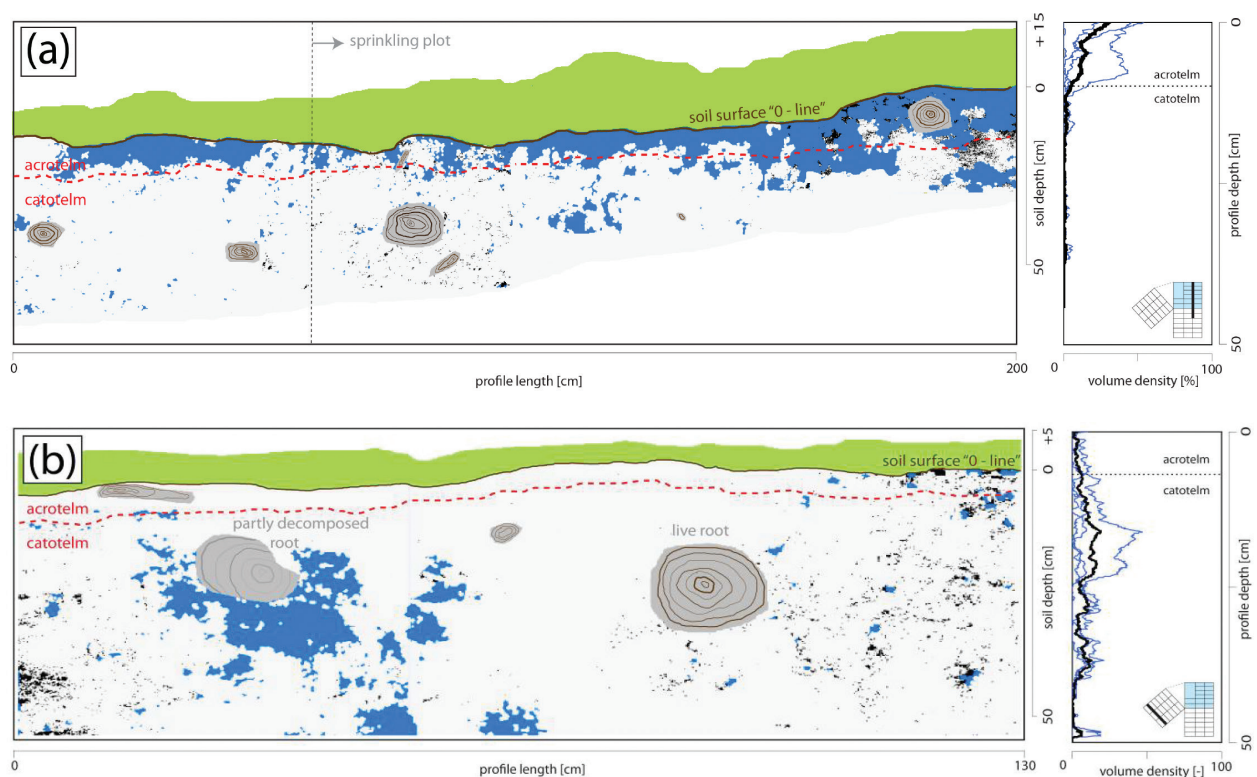 (a)
sprinkling plot
soil surface "0 - line"
acrotelm
catotelm
+ 15
0
soil depth [cm]
50
0
profile length [cm]
200
acrotelm
catotelm
0
profile depth [cm]
50
0
volume density [%]
100
(b)
soil surface "0 - line"
acrotelm
catotelm
partly decomposed
root
live root
+5
0
soil depth [cm]
50
0
profile length [cm]
130
acrotelm
catotelm
0
profile depth [cm]
50
0
volume density [-]
100